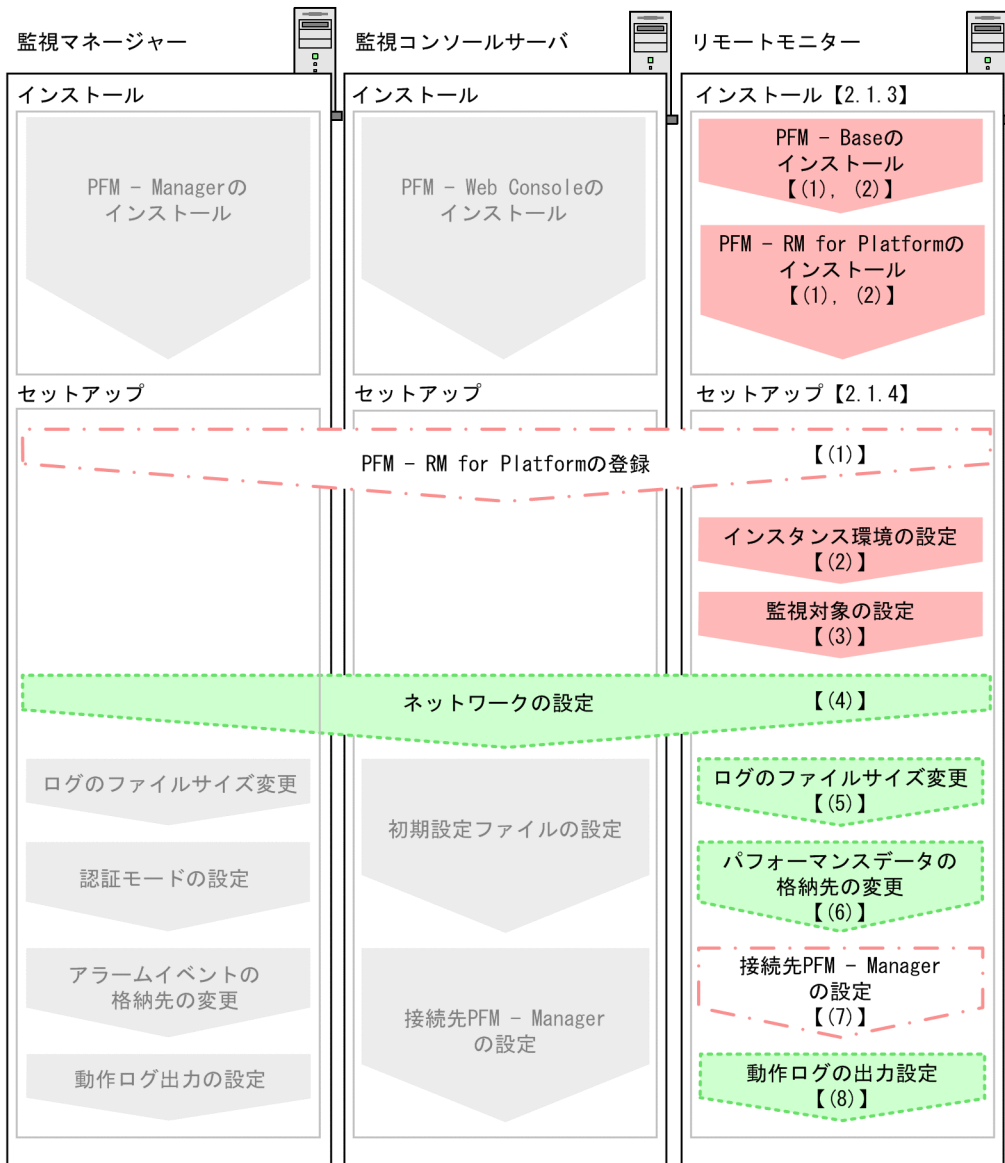 監視マネージャー
監視コンソールサーバ
リモートモニター
インストール
インストール
インストール【2.1.3】
PFM - Managerの
インストール
PFM - Web Consoleの
インストール
PFM - Baseの
インストール
【(1), (2)】
PFM - RM for Platformの
インストール
【(1), (2)】
セットアップ
セットアップ
セットアップ【2.1.4】
PFM - RM for Platformの登録
【(1)】
インスタンス環境の設定
【(2)】
監視対象の設定
【(3)】
ネットワークの設定
【(4)】
ログのファイルサイズ変更
認証モードの設定
アラームイベントの
格納先の変更
動作ログ出力の設定
初期設定ファイルの設定
接続先PFM - Manager
の設定
ログのファイルサイズ変更
【(5)】
パフォーマンスデータの
格納先の変更
【(6)】
接続先PFM - Manager
の設定
【(7)】
動作ログの出力設定
【(8)】